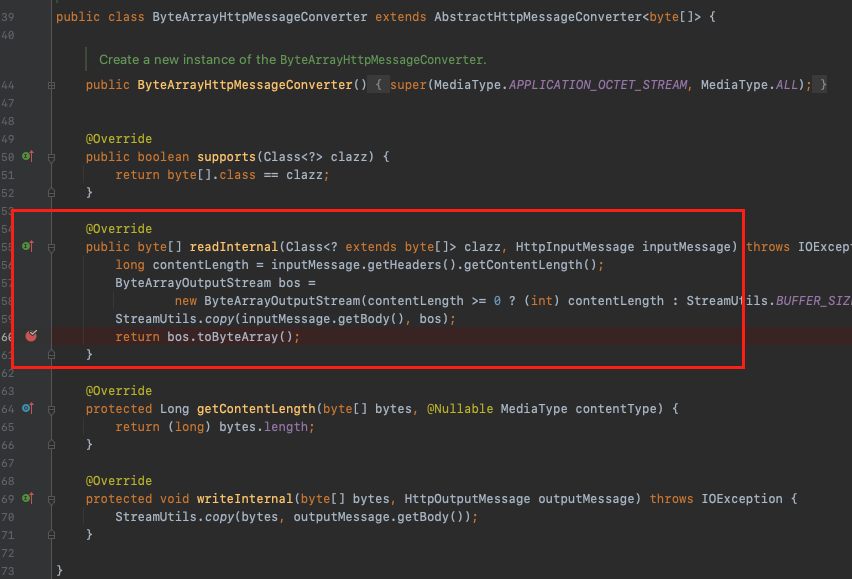 39 public class ByteArrayHttpMessageConverter extends AbstractHttpMessageConverter<byte[]> {
40
Create a new instance of the ByteArrayHttpMessageConverter.
44 public ByteArrayHttpMessageConverter() { super(MediaType.APPLICATION_OCTET_STREAM, MediaType.ALL); }
47
48
49 @Override
50 public boolean supports(Class<?> clazz) {
51 return byte[].class == clazz;
52 }
53
54 @Override
55 public byte[] readInternal(Class<? extends byte[]> clazz, HttpInputMessage inputMessage) throws IOExcep
56 long contentLength = inputMessage.getHeaders().getContentLength();
57 ByteArrayOutputStream bos =
58 new ByteArrayOutputStream(contentLength >= 0 ? (int) contentLength : StreamUtils.BUFFER_SIZ
59 StreamUtils.copy(inputMessage.getBody(), bos);
60 return bos.toByteArray();
61 }
62
63 @Override
64 protected Long getContentLength(byte[] bytes, @Nullable MediaType contentType) {
65 return (long) bytes.length;
66 }
67
68 @Override
69 protected void writeInternal(byte[] bytes, HttpOutputMessage outputMessage) throws IOException {
70 StreamUtils.copy(bytes, outputMessage.getBody());
71 }
72
73 }